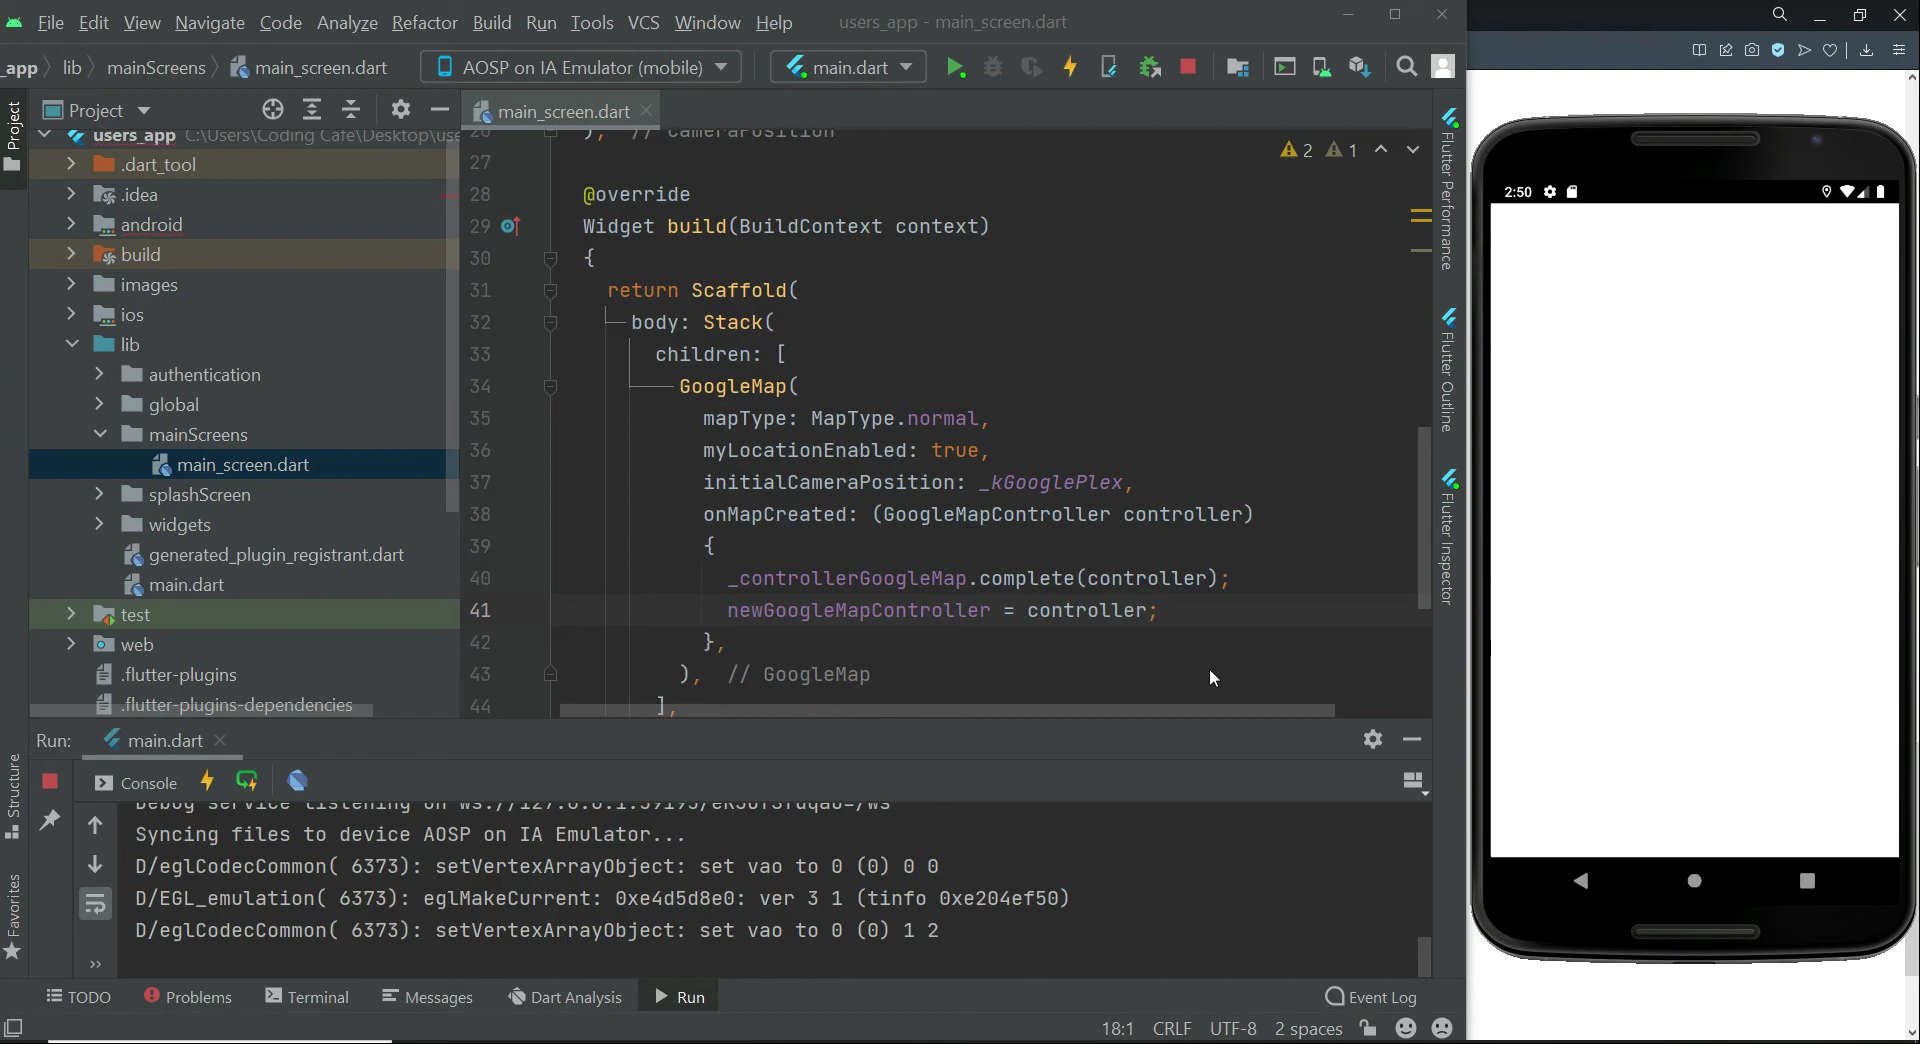 File Edit View Navigate Code Analyze Refactor Build Run Tools VCS Window Help users_app - main_screen.dart
_app lib mainScreens main_screen.dart AOSP on IA Emulator (mobile) main.dart
Project
main_screen.dart
users_app C:\Users\Coding Cafe\Desktop\use
.dart_tool
.idea
android
build
images
ios
lib
authentication
global
mainScreens
main_screen.dart
splashScreen
widgets
generated_plugin_registrant.dart
main.dart
test
web
.flutter-plugins
.flutter-plugins-dependencies
Project
Structure
Favorites
2 1
26 ), // CameraPosition
27
28 @override
29 Widget build(BuildContext context)
30 {
31 return Scaffold(
32 body: Stack(
33 children: [
34 GoogleMap(
35 mapType: MapType.normal,
36 myLocationEnabled: true,
37 initialCameraPosition: _kGooglePlex,
38 onMapCreated: (GoogleMapController controller)
39 {
40 _controllerGoogleMap.complete(controller);
41 newGoogleMapController = controller;
42 },
43 ), // GoogleMap
44 ],
Flutter Performance
Flutter Outline
Flutter Inspector
2:50
Run: main.dart
Console
Syncing files to device AOSP on IA Emulator...
D/eglCodecCommon( 6373): setVertexArrayObject: set vao to 0 (0) 0 0
D/EGL_emulation( 6373): eglMakeCurrent: 0xe4d5d8e0: ver 3 1 (tinfo 0xe204ef50)
D/eglCodecCommon( 6373): setVertexArrayObject: set vao to 0 (0) 1 2
TODO Problems Terminal Messages Dart Analysis Run Event Log
18:1 CRLF UTF-8 2 spaces